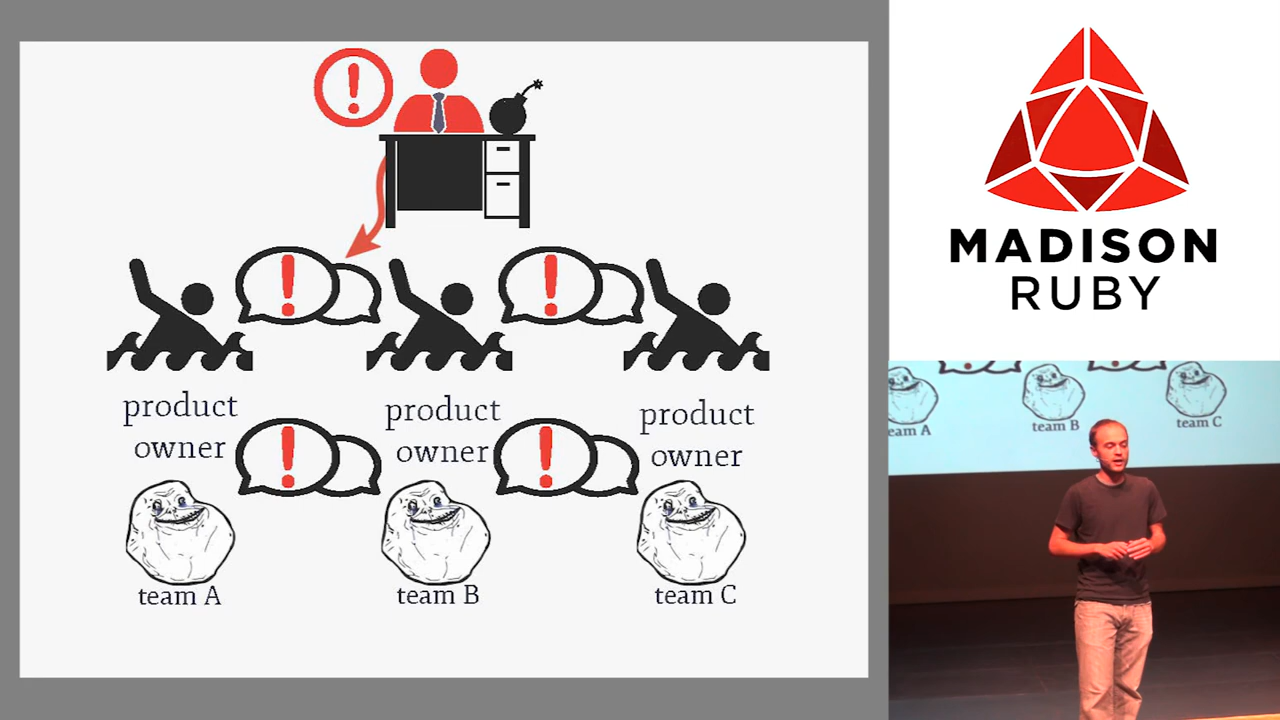 product
owner
product
owner
product
owner
team A
team B
team C
MADISON
RUBY
eam A
team B
team C